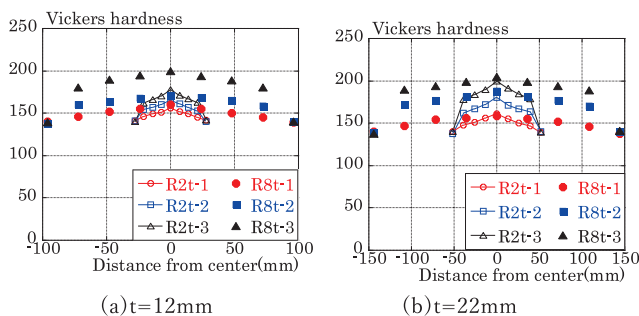 Vickers hardness
250
200
150
100
50
0
-100 -50 0 50 100
Distance from center(mm)
R2t-1 R8t-1
R2t-2 R8t-2
R2t-3 R8t-3
(a)t=12mm
Vickers hardness
250
200
150
100
50
0
-150 -100 -50 0 50 100 150
Distance from center(mm)
R2t-1 R8t-1
R2t-2 R8t-2
R2t-3 R8t-3
(b)t=22mm